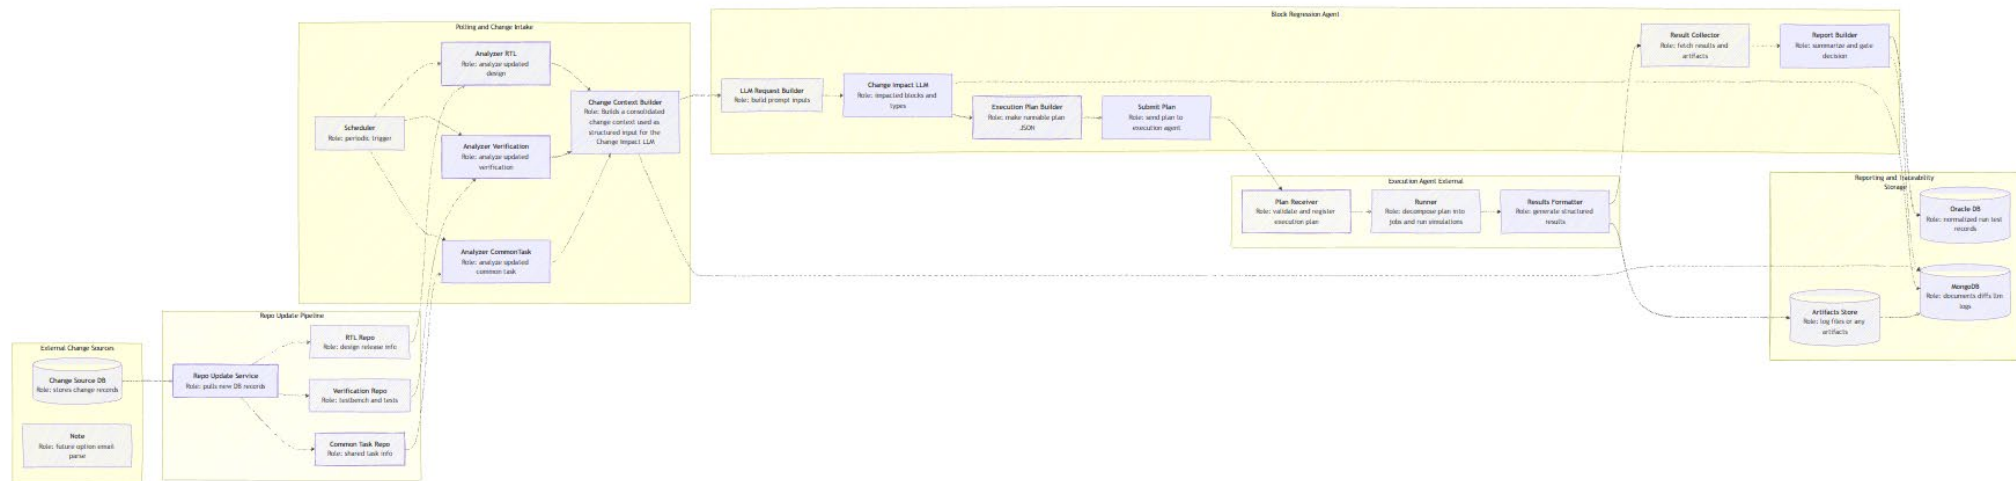 External Change Sources
Change Source DB
Role: stores change records
Note
Role: future option email
parse
Repo Update Pipeline
Repo Update Service
Role: pulls new DB records
RTL Repo
Role: design release info
Verification Repo
Role: testbench and tests
Common Task Repo
Role: shared task info
Polling and Change Intake
Scheduler
Role: periodic trigger
Analyzer RTL
Role: analyze updated
design
Analyzer Verification
Role: analyze updated
verification
Analyzer CommonTask
Role: analyze updated
common task
Change Context Builder
Role: Builds a consolidated
change context used as
structured input for the
Change Impact LLM
Block Regression Agent
LLM Request Builder
Role: build prompt inputs
Change Impact LLM
Role: impacted blocks and
types
Execution Plan Builder
Role: make runnable plan
JSON
Submit Plan
Role: send plan to
execution agent
Result Collector
Role: fetch results and
artifacts
Report Builder
Role: summarize and gate
decision
Execution Agent External
Plan Receiver
Role: validate and register
execution plan
Runner
Role: decompose plan into
jobs and run simulations
Results Formatter
Role: generate structured
results
Reporting and Traceability
Storage
Oracle DB
Role: normalized run test
records
MongoDB
Role: documents diffs llm
logs
Artifacts Store
Role: log files or any
artifacts